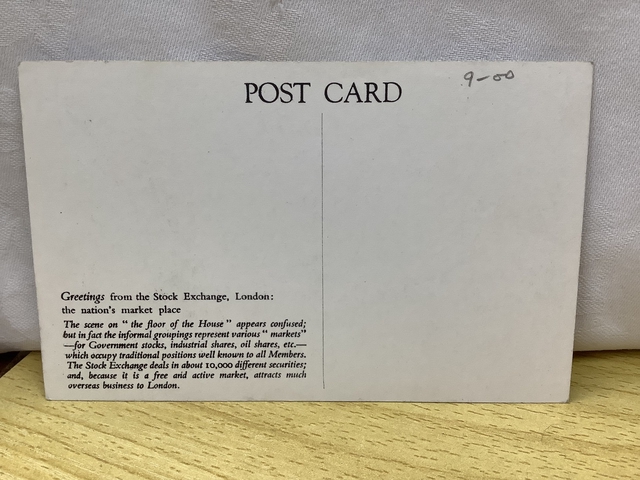 POST CARD
9-00
Greetings from the Stock Exchange, London:
the nation's market place
The scene on "the floor of the House" appears confused;
but in fact the informal groupings represent various "markets"
—for Government stocks, industrial shares, oil shares, etc.—
which occupy traditional positions well known to all Members.
The Stock Exchange deals in about 10,000 different securities;
and, because it is a free and active market, attracts much
overseas business to London.